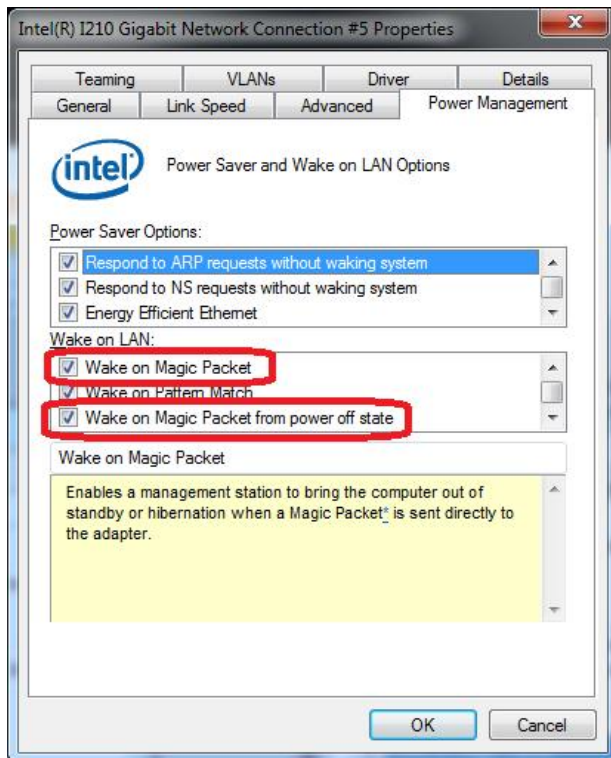 Intel(R) I210 Gigabit Network Connection #5 Properties
Teaming
VLANs
Driver
Details
General
Link Speed
Advanced
Power Management
intel
Power Saver and Wake on LAN Options
Power Saver Options:
Respond to ARP requests without waking system
Respond to NS requests without waking system
Energy Efficient Ethernet
Wake on LAN:
Wake on Magic Packet
Wake on Pattern Match
Wake on Magic Packet from power off state
Wake on Magic Packet
Enables a management station to bring the computer out of
standby or hibernation when a Magic Packet* is sent directly to
the adapter.
OK
Cancel